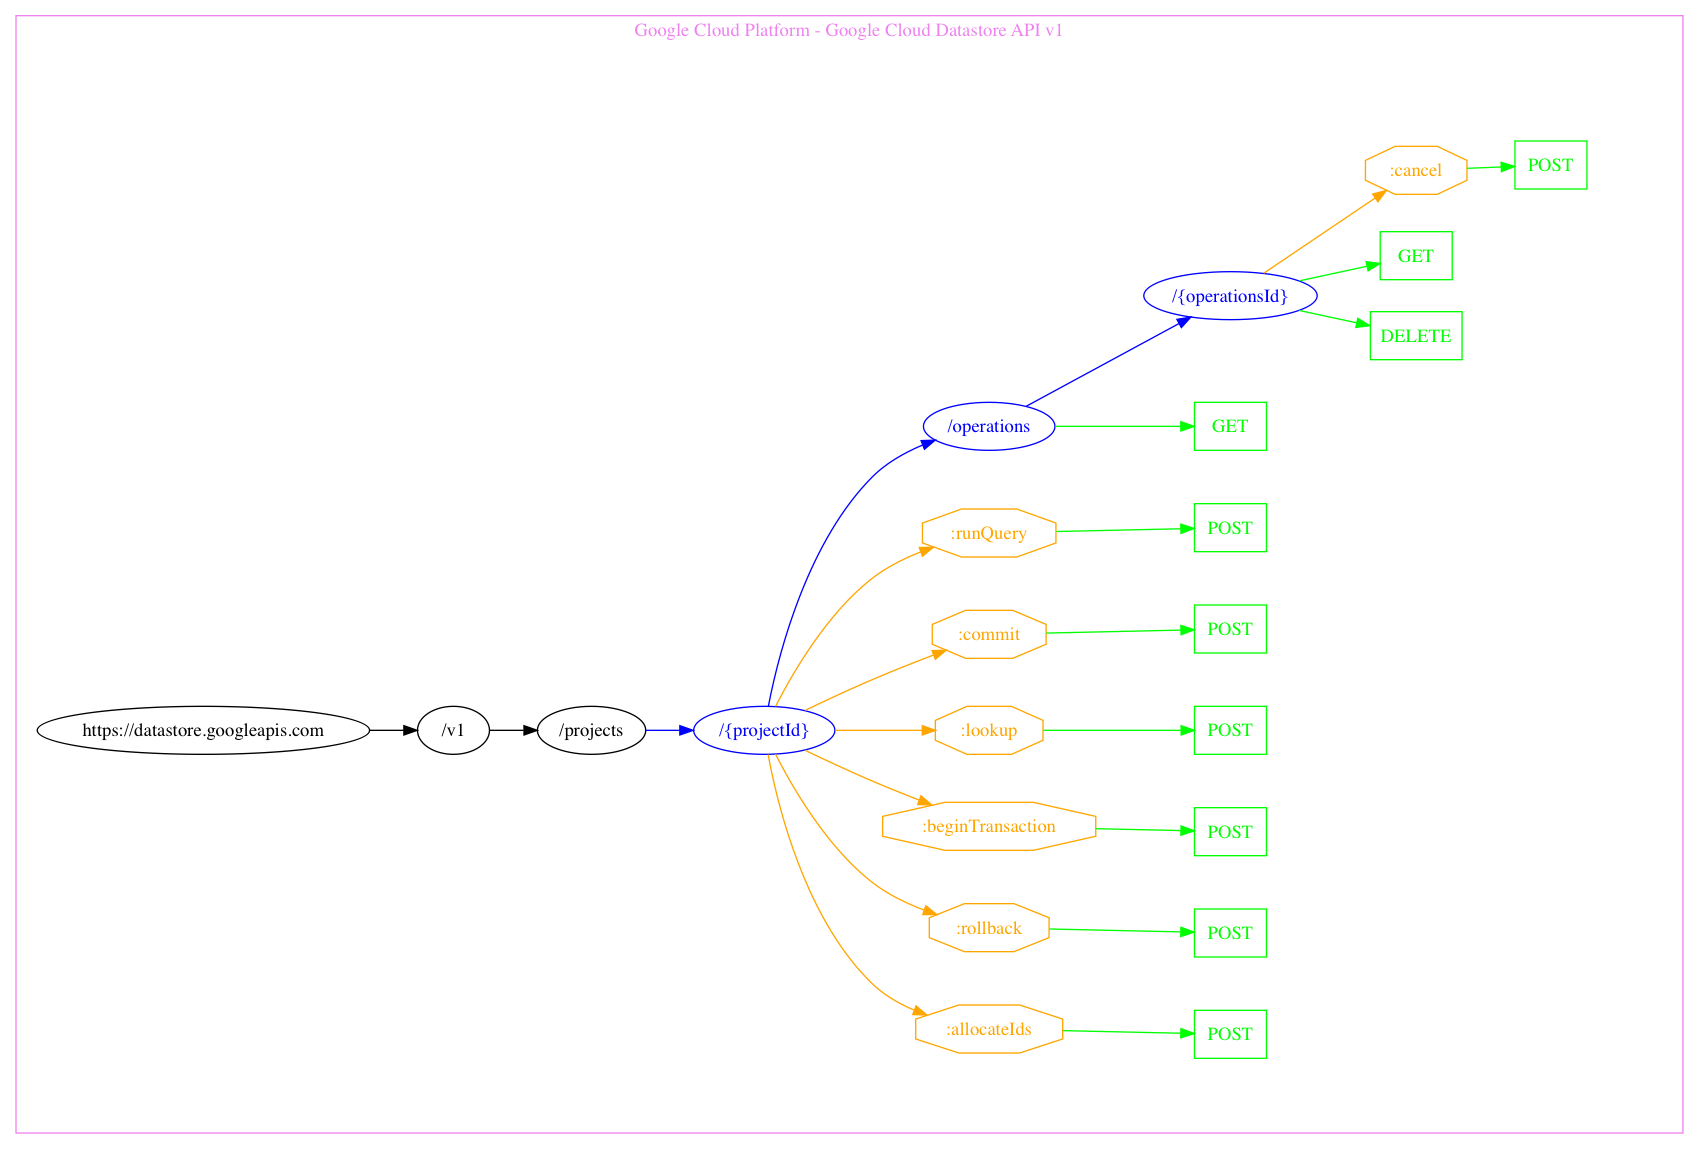 Google Cloud Platform - Google Cloud Datastore API v1
:cancel
POST
GET
/{operationsId}
DELETE
/operations
GET
:runQuery
POST
:commit
POST
https://datastore.googleapis.com
/v1
/projects
/{projectId}
:lookup
POST
:beginTransaction
POST
:rollback
POST
:allocateIds
POST